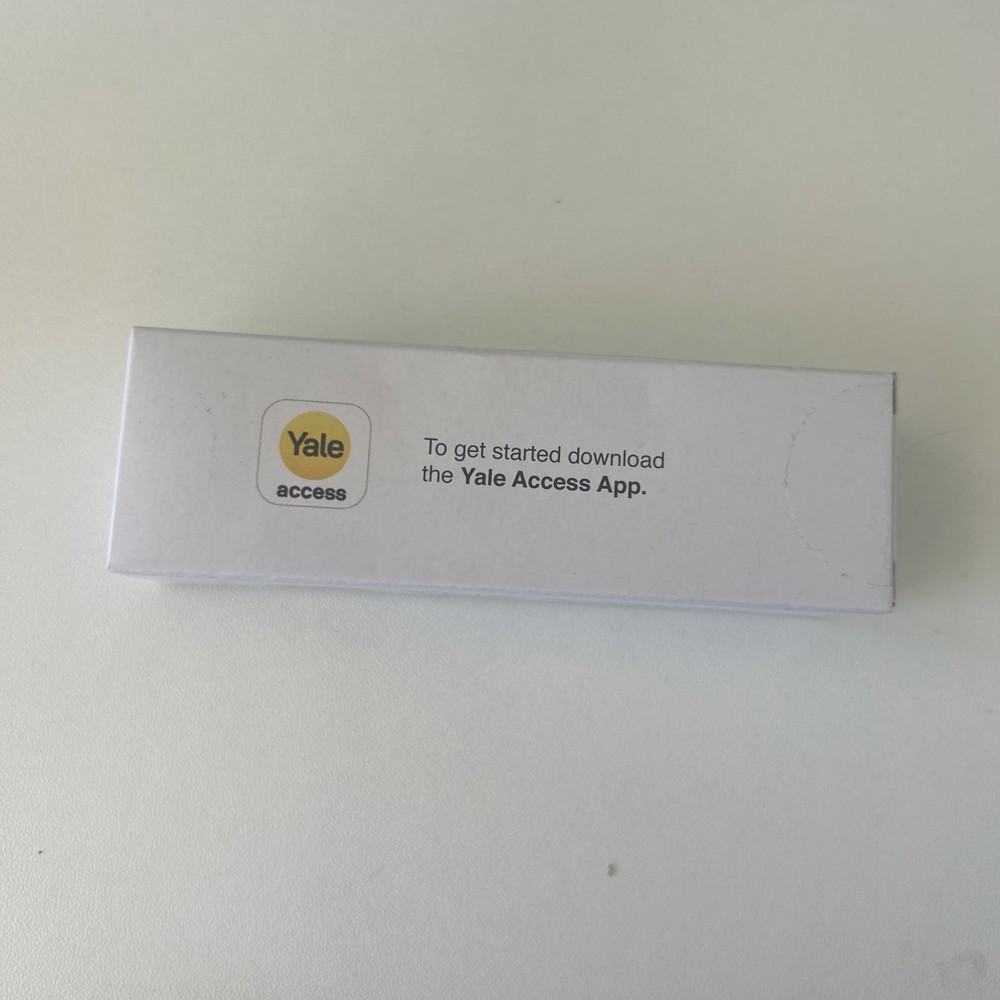 Yale
access
To get started download
the Yale Access App.